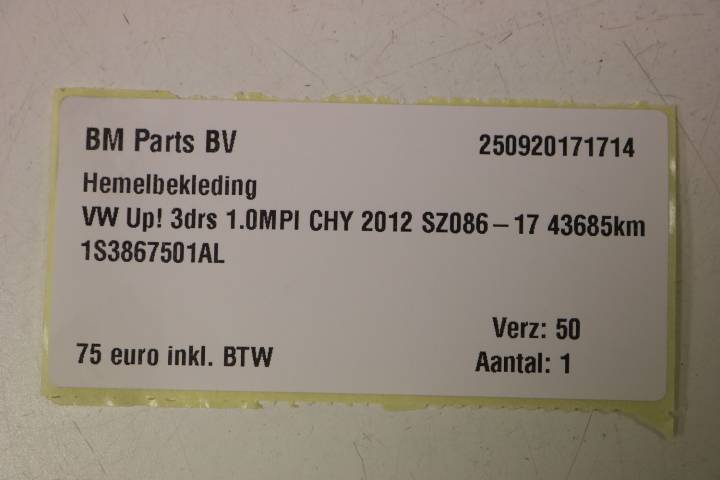 BM Parts BV 250920171714
Hemelbekleding
VW Up! 3drs 1.0MPI CHY 2012 SZ086-17 43685km
1S3867501AL
Verz: 50
75 euro inkl. BTW Aantal: 1